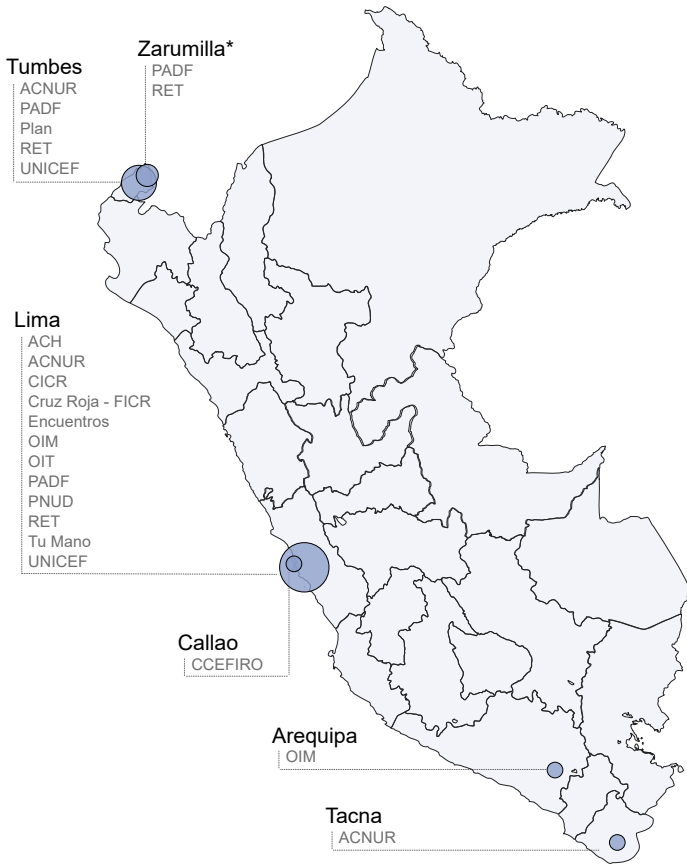 Zarumilla*
PADF
RET
Tumbes
ACNUR
PADF
Plan
RET
UNICEF
Lima
ACH
ACNUR
CICR
Cruz Roja - FICR
Encuentros
OIM
OIT
PADF
PNUD
RET
Tu Mano
UNICEF
Callao
CCEFIRO
Arequipa
OIM
Tacna
ACNUR